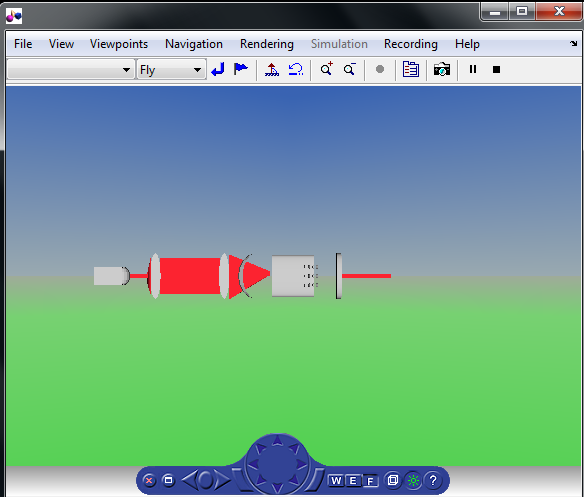 File View Viewpoints Navigation Rendering Simulation Recording Help
Fly
W E F ?